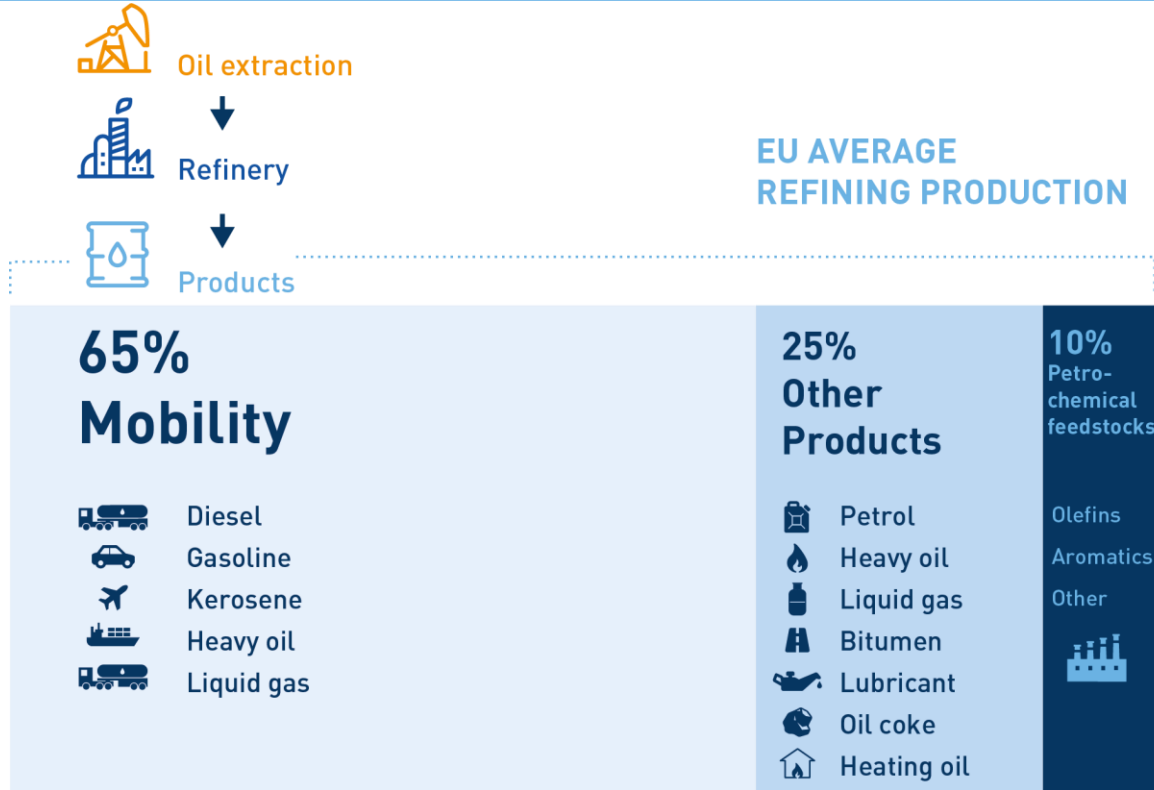 Oil extraction
Refinery
EU AVERAGE
REFINING PRODUCTION
Products
65%
Mobility
Diesel
Gasoline
Kerosene
Heavy oil
Liquid gas
25%
Other
Products
Petrol
Heavy oil
Liquid gas
Bitumen
Lubricant
Oil coke
Heating oil
10%
Petro-
chemical
feedstocks
Olefins
Aromatics
Other